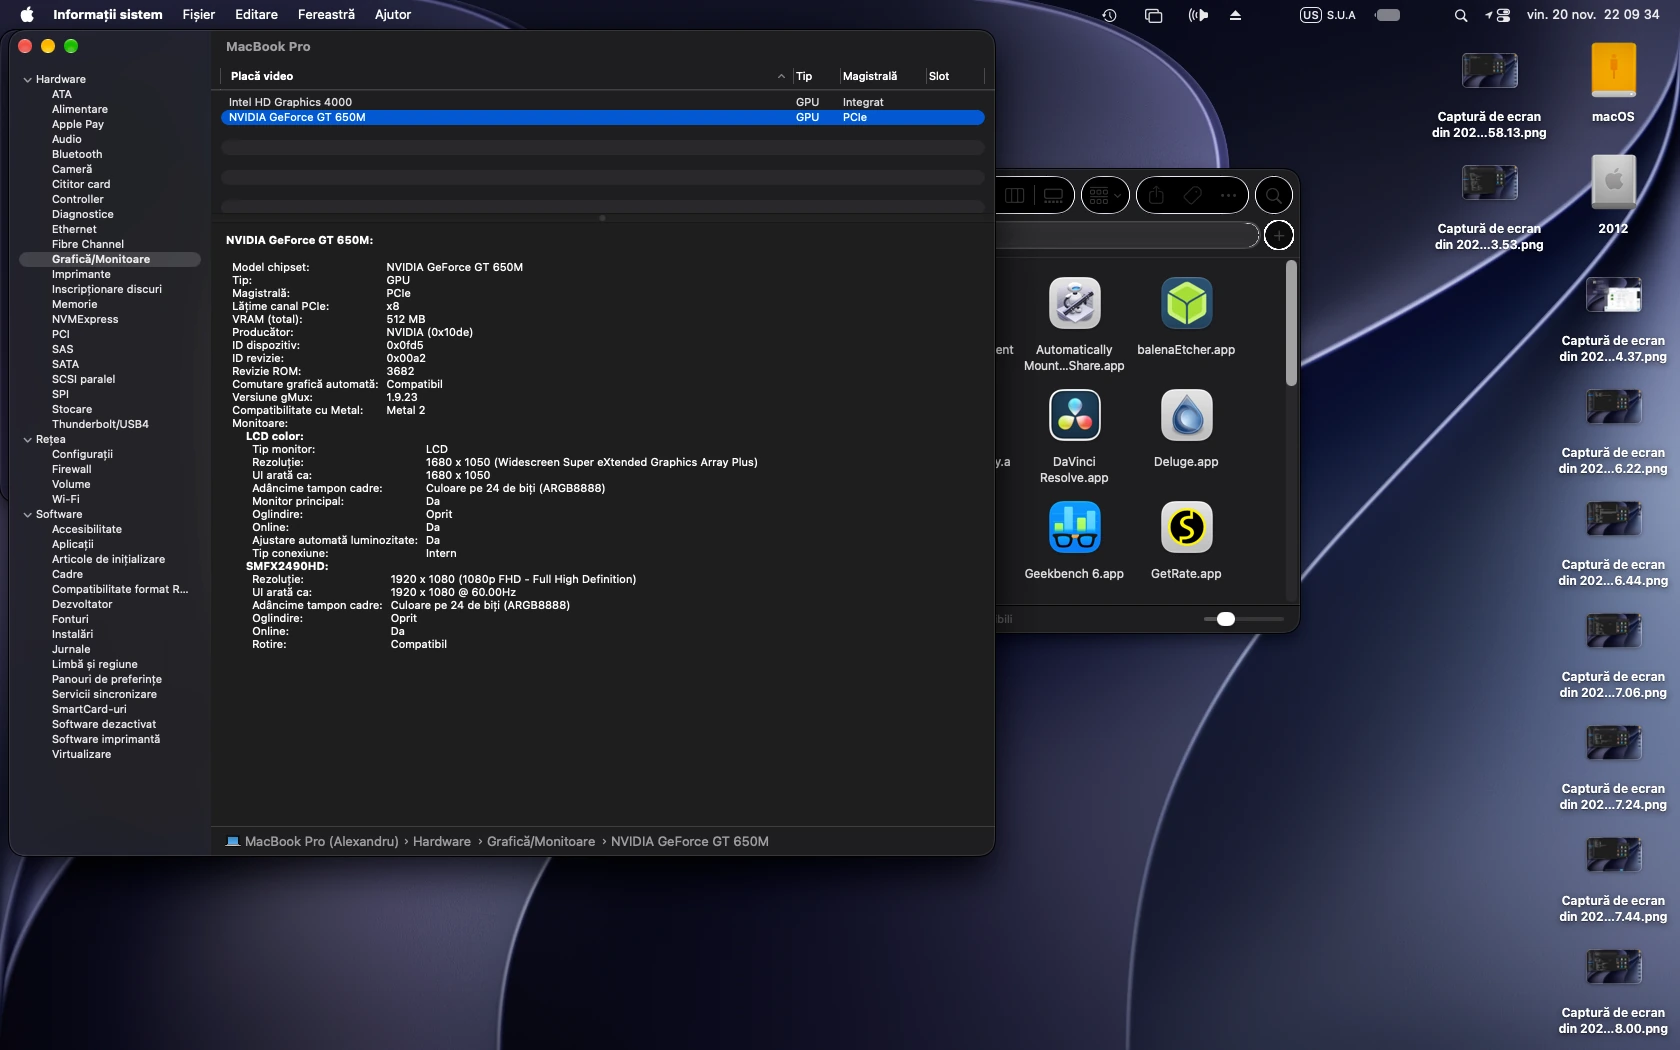 Informații sistem Fișier Editare Fereastră Ajutor
US S.U.A vin. 20 nov. 22 09 34
MacBook Pro
Hardware
ATA
Alimentare
Apple Pay
Audio
Bluetooth
Cameră
Cititor card
Controller
Diagnostice
Ethernet
Fibre Channel
Grafică/Monitoare
Imprimante
Inscripționare discuri
Memorie
NVMExpress
PCI
SAS
SATA
SCSI paralel
SPI
Stocare
Thunderbolt/USB4
Rețea
Configurații
Firewall
Volume
Wi-Fi
Software
Accesibilitate
Aplicații
Articole de inițializare
Cadre
Compatibilitate format R...
Dezvoltator
Fonturi
Instalări
Jurnale
Limbă și regiune
Panouri de preferințe
Servicii sincronizare
SmartCard-uri
Software dezactivat
Software imprimantă
Virtualizare
Placă video Tip Magistrală Slot
Intel HD Graphics 4000 GPU Integrat
NVIDIA GeForce GT 650M GPU PCIe
NVIDIA GeForce GT 650M:
Model chipset: NVIDIA GeForce GT 650M
Tip: GPU
Magistrală: PCIe
Lățime canal PCIe: x8
VRAM (total): 512 MB
Producător: NVIDIA (0x10de)
ID dispozitiv: 0x0fd5
ID revizie: 0x00a2
Revizie ROM: 3682
Comutare grafică automată: Compatibil
Versiune gMux: 1.9.23
Compatibilitate cu Metal: Metal 2
Monitoare:
LCD color:
Tip monitor: LCD
Rezoluție: 1680 x 1050 (Widescreen Super eXtended Graphics Array Plus)
UI arată ca: 1680 x 1050
Adâncime tampon cadre: Culoare pe 24 de biți (ARGB8888)
Monitor principal: Da
Oglindire: Oprit
Online: Da
Ajustare automată luminozitate: Da
Tip conexiune: Intern
SMFX2490HD:
Rezoluție: 1920 x 1080 (1080p FHD - Full High Definition)
UI arată ca: 1920 x 1080 @ 60.00Hz
Adâncime tampon cadre: Culoare pe 24 de biți (ARGB8888)
Oglindire: Oprit
Online: Da
Rotire: Compatibil
MacBook Pro (Alexandru) › Hardware › Grafică/Monitoare › NVIDIA GeForce GT 650M
ent
Automatically
Mount...Share.app
balenaEtcher.app
y.a
DaVinci
Resolve.app
Deluge.app
Geekbench 6.app
GetRate.app
bili
Captură de ecran
din 202...58.13.png
macOS
Captură de ecran
din 202...3.53.png
2012
Captură de ecran
din 202...4.37.png
Captură de ecran
din 202...6.22.png
Captură de ecran
din 202...6.44.png
Captură de ecran
din 202...7.06.png
Captură de ecran
din 202...7.24.png
Captură de ecran
din 202...7.44.png
Captură de ecran
din 202...8.00.png